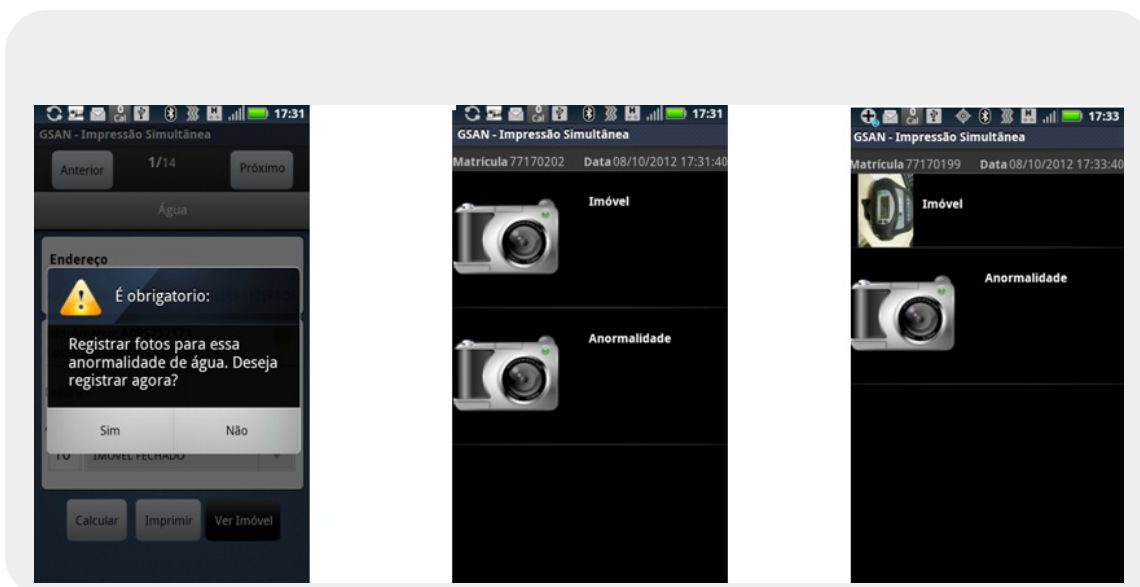 17:31
GSAN - Impressão Simultânea
Anterior
1/14
Próximo
Água
Endereço
É obrigatorio:
Registrar fotos para essa
anormalidade de água. Deseja
registrar agora?
Sim
Não
10 IMOVEL FECHADO
Calcular
Imprimir
Ver Imóvel
17:31
GSAN - Impressão Simultânea
Matrícula 77170202 Data 08/10/2012 17:31:40
Imóvel
Anormalidade
17:33
GSAN - Impressão Simultânea
Matrícula 77170199 Data 08/10/2012 17:33:40
Imóvel
Anormalidade